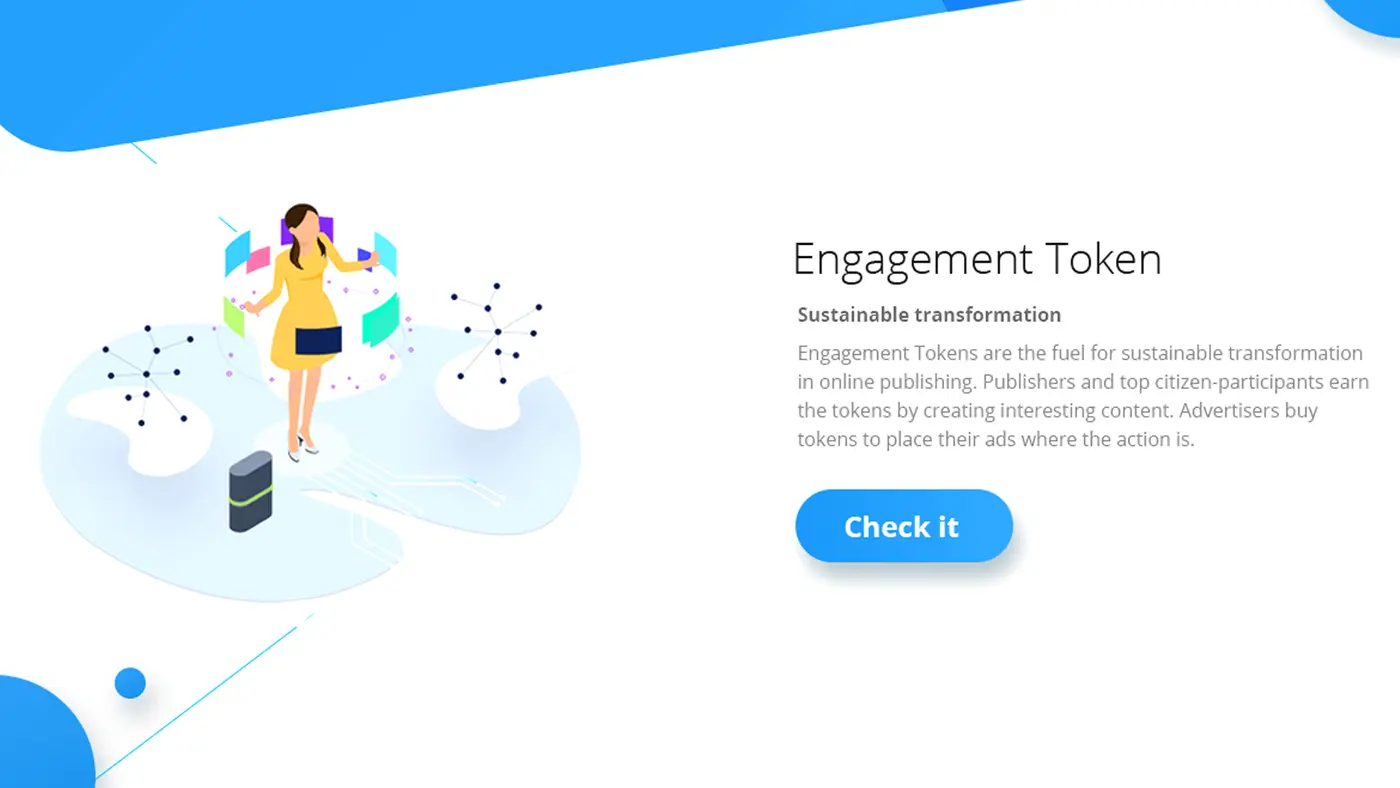 Engagement Token
Sustainable transformation
Engagement Tokens are the fuel for sustainable transformation
in online publishing. Publishers and top citizen-participants earn
the tokens by creating interesting content. Advertisers buy
tokens to place their ads where the action is.
Check it